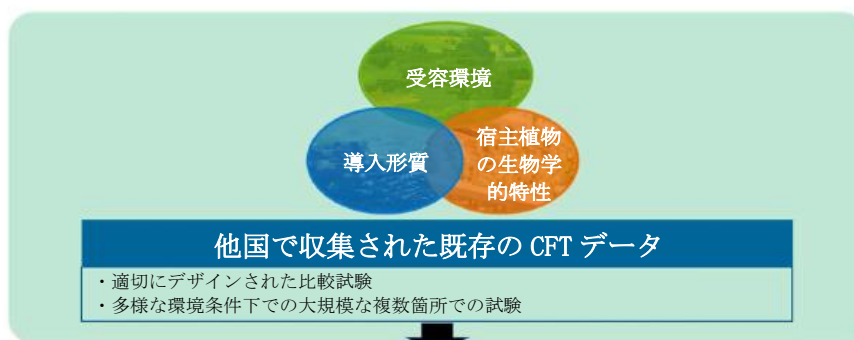 受容環境
導入形質
宿主植物
の生物学
的特性
他国で収集された既存の CFT データ
・適切にデザインされた比較試験
・多様な環境条件下での大規模な複数箇所での試験